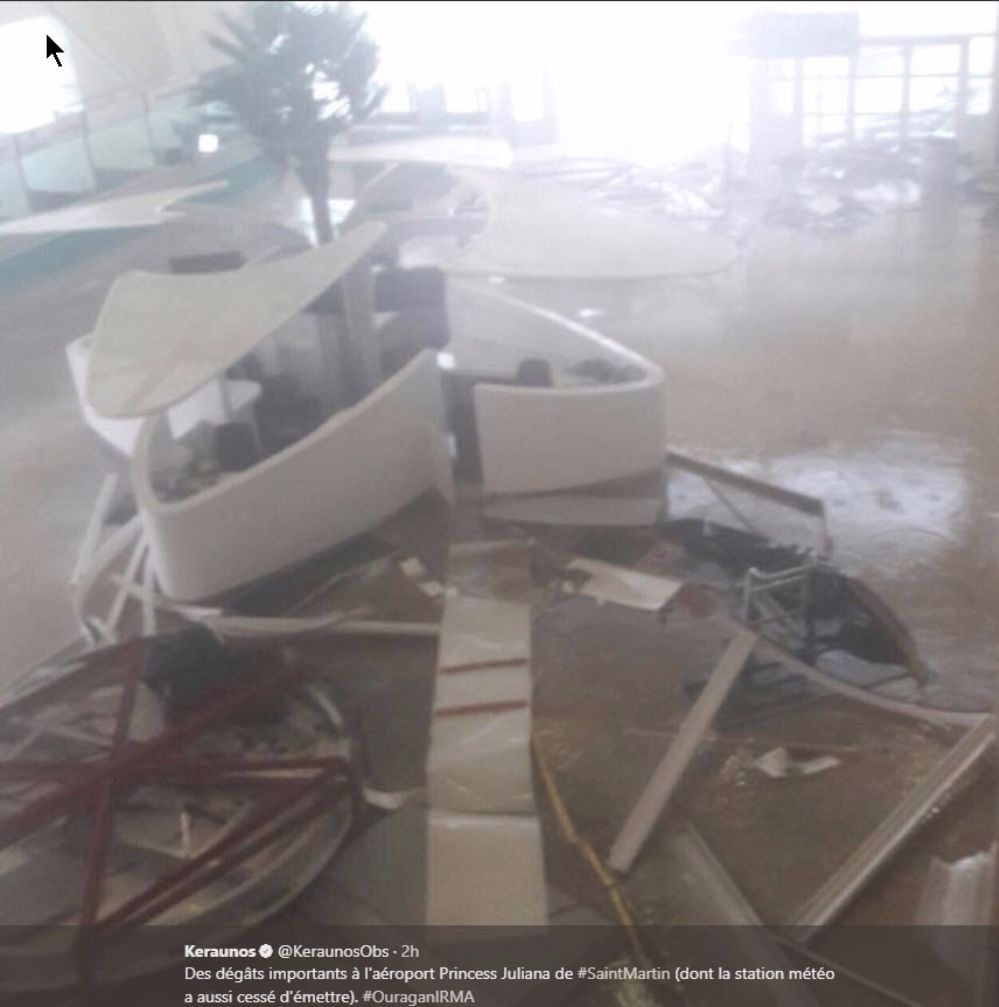 Keraunos @KeraunosObs · 2h
Des dégâts importants à l'aéroport Princess Juliana de #SaintMartin (dont la station météo
a aussi cessé d'émettre). #OuraganIRMA